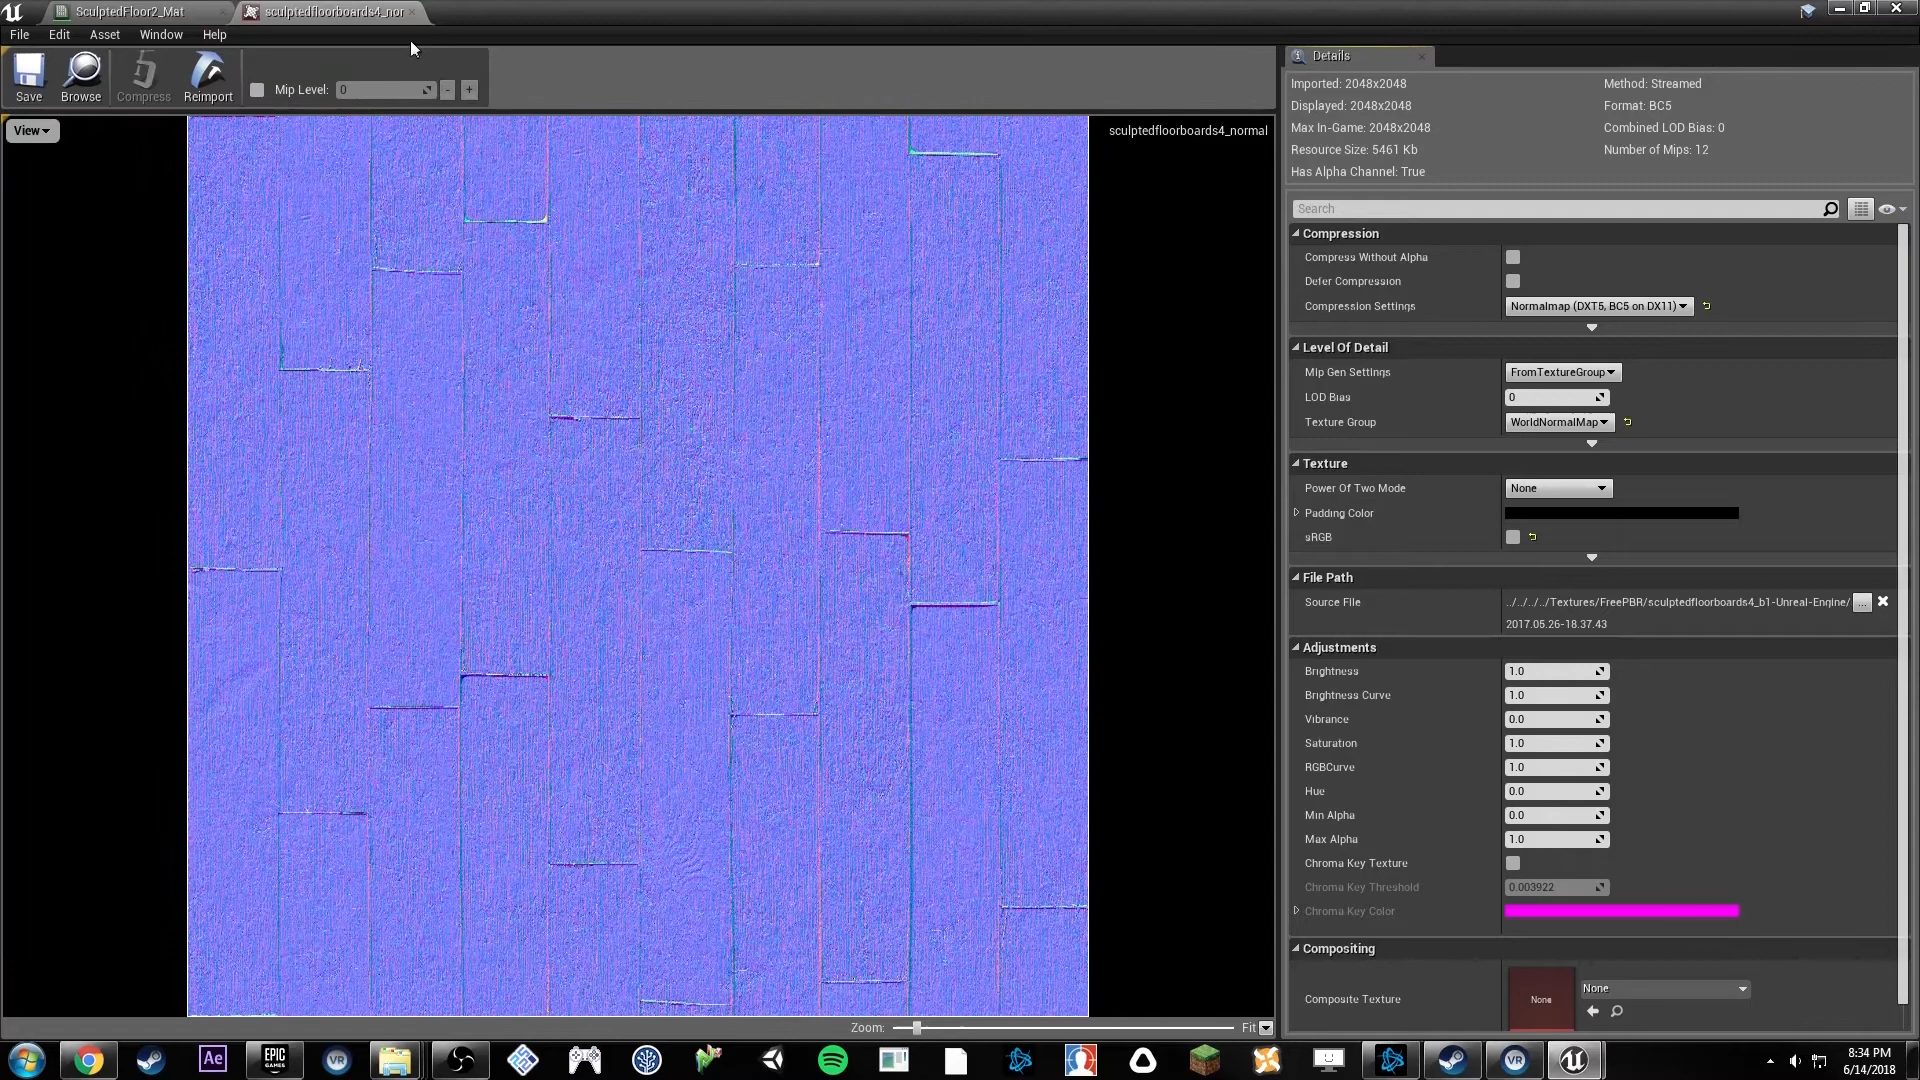 SculptedFloor2_Mat
sculptedfloorboards4_nor
File Edit Asset Window Help
Save Browse Compress Reimport
Mip Level: 0 - +
View
sculptedfloorboards4_normal
Zoom: Fit
Details
Imported: 2048x2048 Method: Streamed
Displayed: 2048x2048 Format: BC5
Max In-Game: 2048x2048 Combined LOD Bias: 0
Resource Size: 5461 Kb Number of Mips: 12
Has Alpha Channel: True
Search
Compression
Compress Without Alpha
Defer Compression
Compression Settings Normalmap (DXT5, BC5 on DX11)
Level Of Detail
Mip Gen Settings FromTextureGroup
LOD Bias 0
Texture Group WorldNormalMap
Texture
Power Of Two Mode None
Padding Color
sRGB
File Path
Source File ../../../../Textures/FreePBR/sculptedfloorboards4_b1-Unreal-Engine/ ...
2017.05.26-18.37.43
Adjustments
Brightness 1.0
Brightness Curve 1.0
Vibrance 0.0
Saturation 1.0
RGBCurve 1.0
Hue 0.0
Min Alpha 0.0
Max Alpha 1.0
Chroma Key Texture
Chroma Key Threshold 0.003922
Chroma Key Color
Compositing
Composite Texture None None
Ae EPIC GAMES VR VR
8:34 PM
6/14/2018